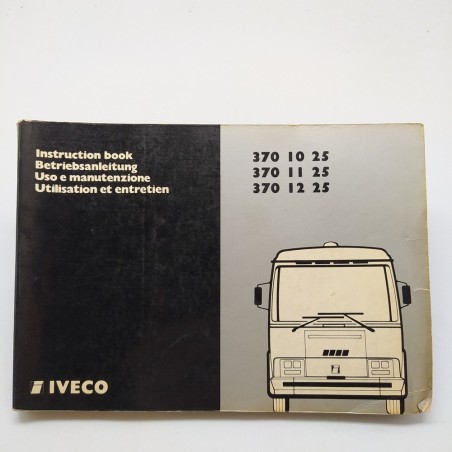 Instruction book
Betriebsanleitung
Uso e manutenzione
Utilisation et entretien
370 10 25
370 11 25
370 12 25
IVECO